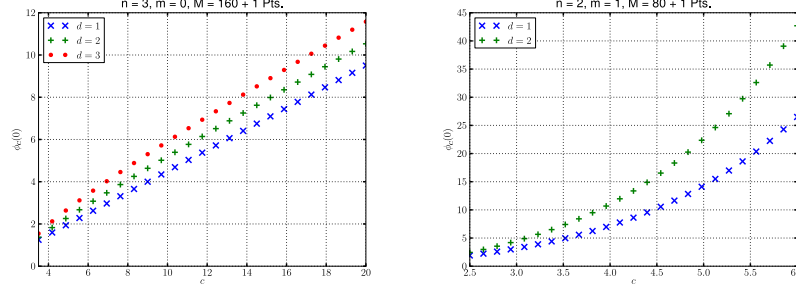 n = 3, m = 0, M = 160 + 1 Pts.
d = 1
d = 2
d = 3
12
10
8
6
4
2
0
ϕc(0)
4 6 8 10 12 14 16 18 20
c
n = 2, m = 1, M = 80 + 1 Pts.
d = 1
d = 2
45
40
35
30
25
20
15
10
5
0
ϕc(0)
2.5 3.0 3.5 4.0 4.5 5.0 5.5 6.
c